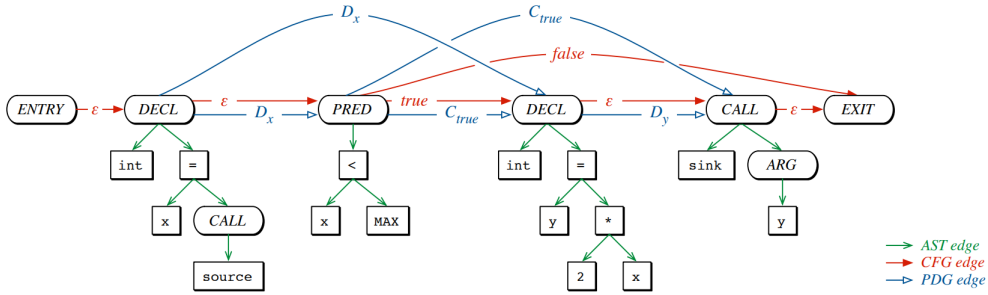 D_x C_true
false
ENTRY ε DECL ε PRED true DECL ε CALL ε EXIT
D_x C_true D_y
int = < int = sink ARG
x CALL x MAX y * y
source 2 x
AST edge
CFG edge
PDG edge